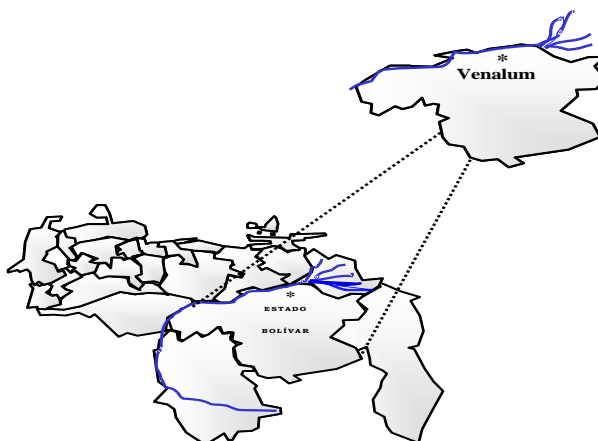 *
Venalum
*
ESTADO
BOLÍVAR